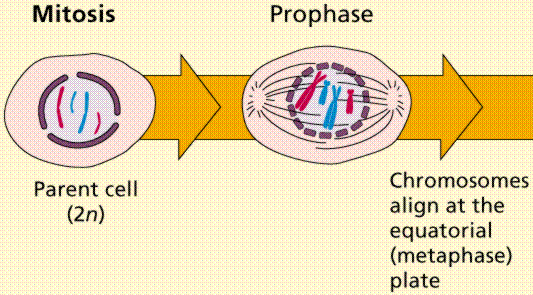 Mitosis
Prophase
Parent cell
(2n)
Chromosomes
align at the
equatorial
(metaphase)
plate